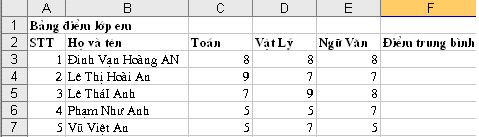 A B C D E F
1 Bảng điểm lớp em
2 STT Họ và tên Toán Vật Lý Ngữ Văn Điểm trung bình
3 1 Đinh Vạn Hoàng AN 8 8 8
4 2 Lê Thị Hoài An 9 7 7
5 3 Lê TháI Anh 7 9 8
6 4 Phạm Như Anh 5 5 7
7 5 Vũ Việt An 5 7 5